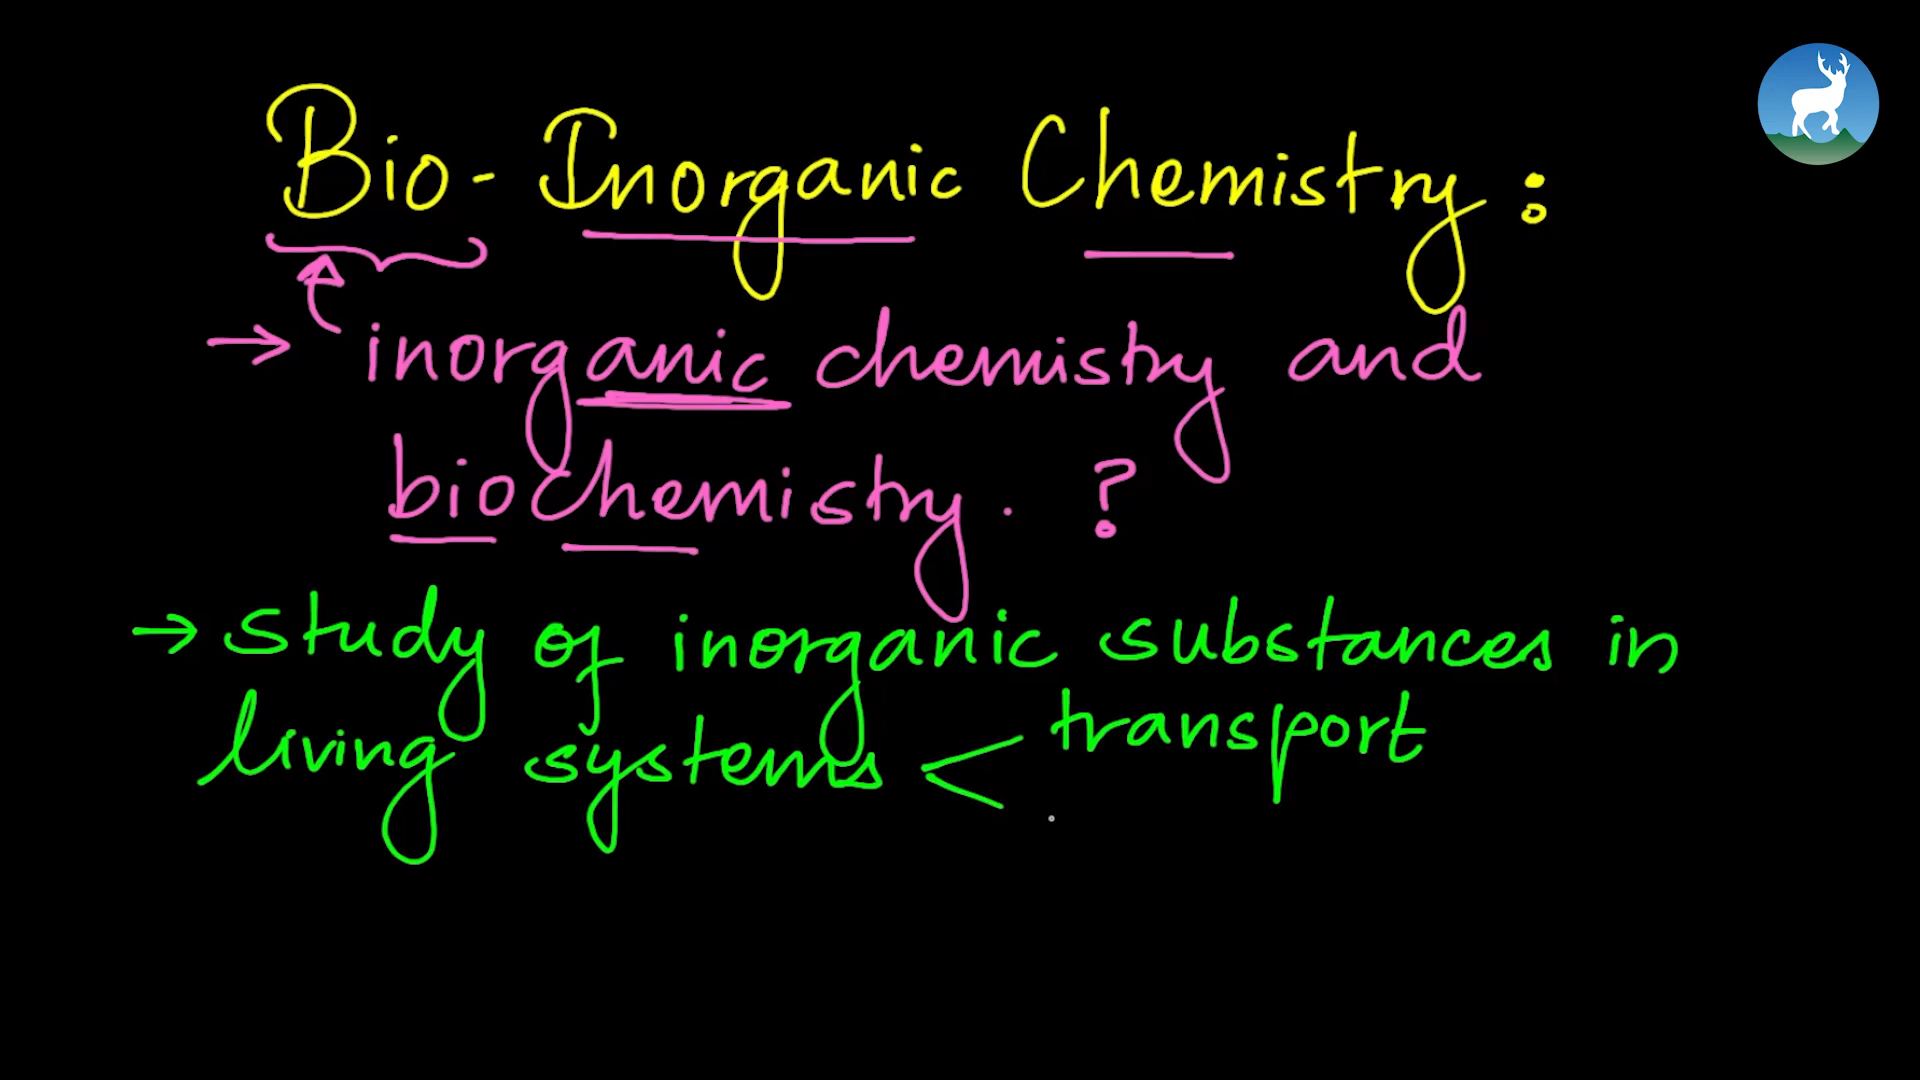 Bio-Inorganic Chemistry:
→ inorganic chemistry and
biochemistry. ?
→ study of inorganic substances in
living systems < transport